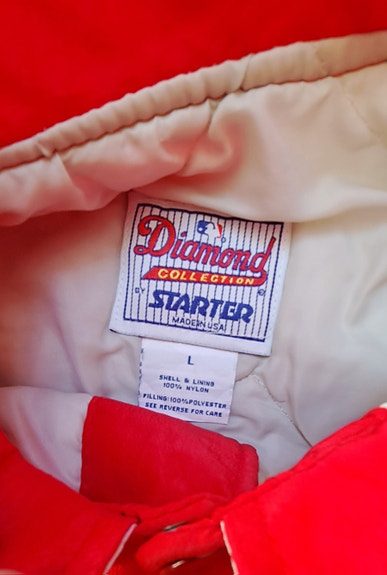 Diamond
COLLECTION
BY STARTER ®
MADE IN USA
L
SHELL & LINING
100% NYLON
FILLING: 100% POLYESTER
SEE REVERSE FOR CARE